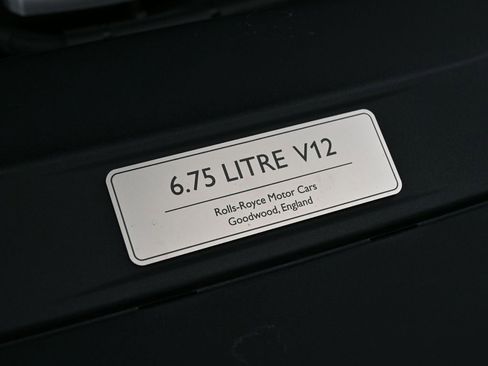 6.75 LITRE V12
Rolls-Royce Motor Cars
Goodwood, England